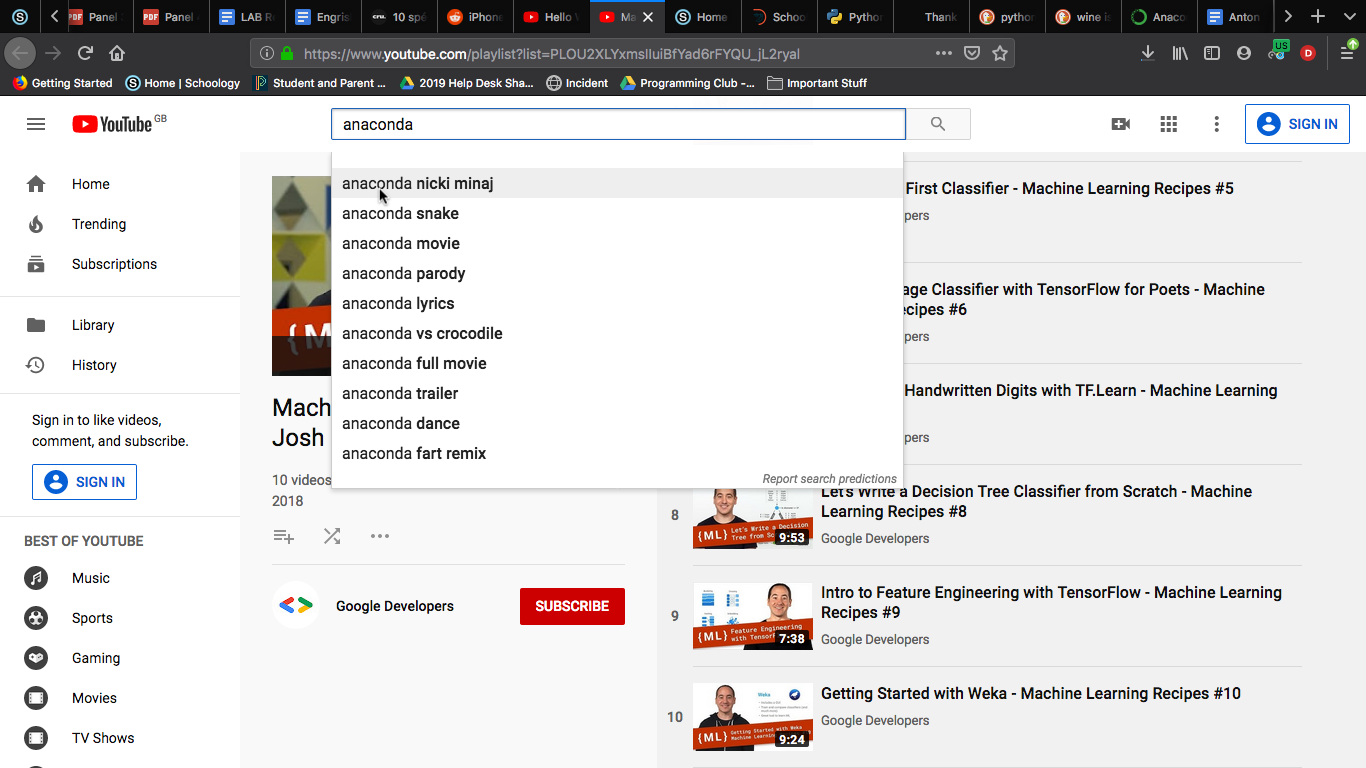 Panel
PDF Panel
LAB R
Engris
CPU. 10 spé
iPhone
Hello
Ma
Home
Schoo
Python
Thank
python
wine is
Anaco
Anton
https://www.youtube.com/playlist?list=PLOU2XLYxmsIIuiBfYad6rFYQU_jL2ryal
US
D
Getting Started
Home | Schoology
Student and Parent ...
2019 Help Desk Sha...
Incident
Programming Club -...
Important Stuff
YouTube GB
anaconda
SIGN IN
anaconda nicki minaj
anaconda snake
anaconda movie
anaconda parody
anaconda lyrics
anaconda vs crocodile
anaconda full movie
anaconda trailer
anaconda dance
anaconda fart remix
Report search predictions
Home
Trending
Subscriptions
Library
History
Sign in to like videos,
comment, and subscribe.
SIGN IN
BEST OF YOUTUBE
Music
Sports
Gaming
Movies
TV Shows
{ M
Mach
Josh
10 videos
2018
Google Developers
SUBSCRIBE
First Classifier - Machine Learning Recipes #5
pers
age Classifier with TensorFlow for Poets - Machine
ecipes #6
pers
Handwritten Digits with TF.Learn - Machine Learning
pers
8
{ML} Let's Write a Decision
Tree from Sc
9:53
Let's Write a Decision Tree Classifier from Scratch - Machine
Learning Recipes #8
Google Developers
9
{ML} Feature Engineering
with TensorF
7:38
Intro to Feature Engineering with TensorFlow - Machine Learning
Recipes #9
Google Developers
10
Weka
{ML} Getting Started with Weka
Machine Learning
9:24
Getting Started with Weka - Machine Learning Recipes #10
Google Developers